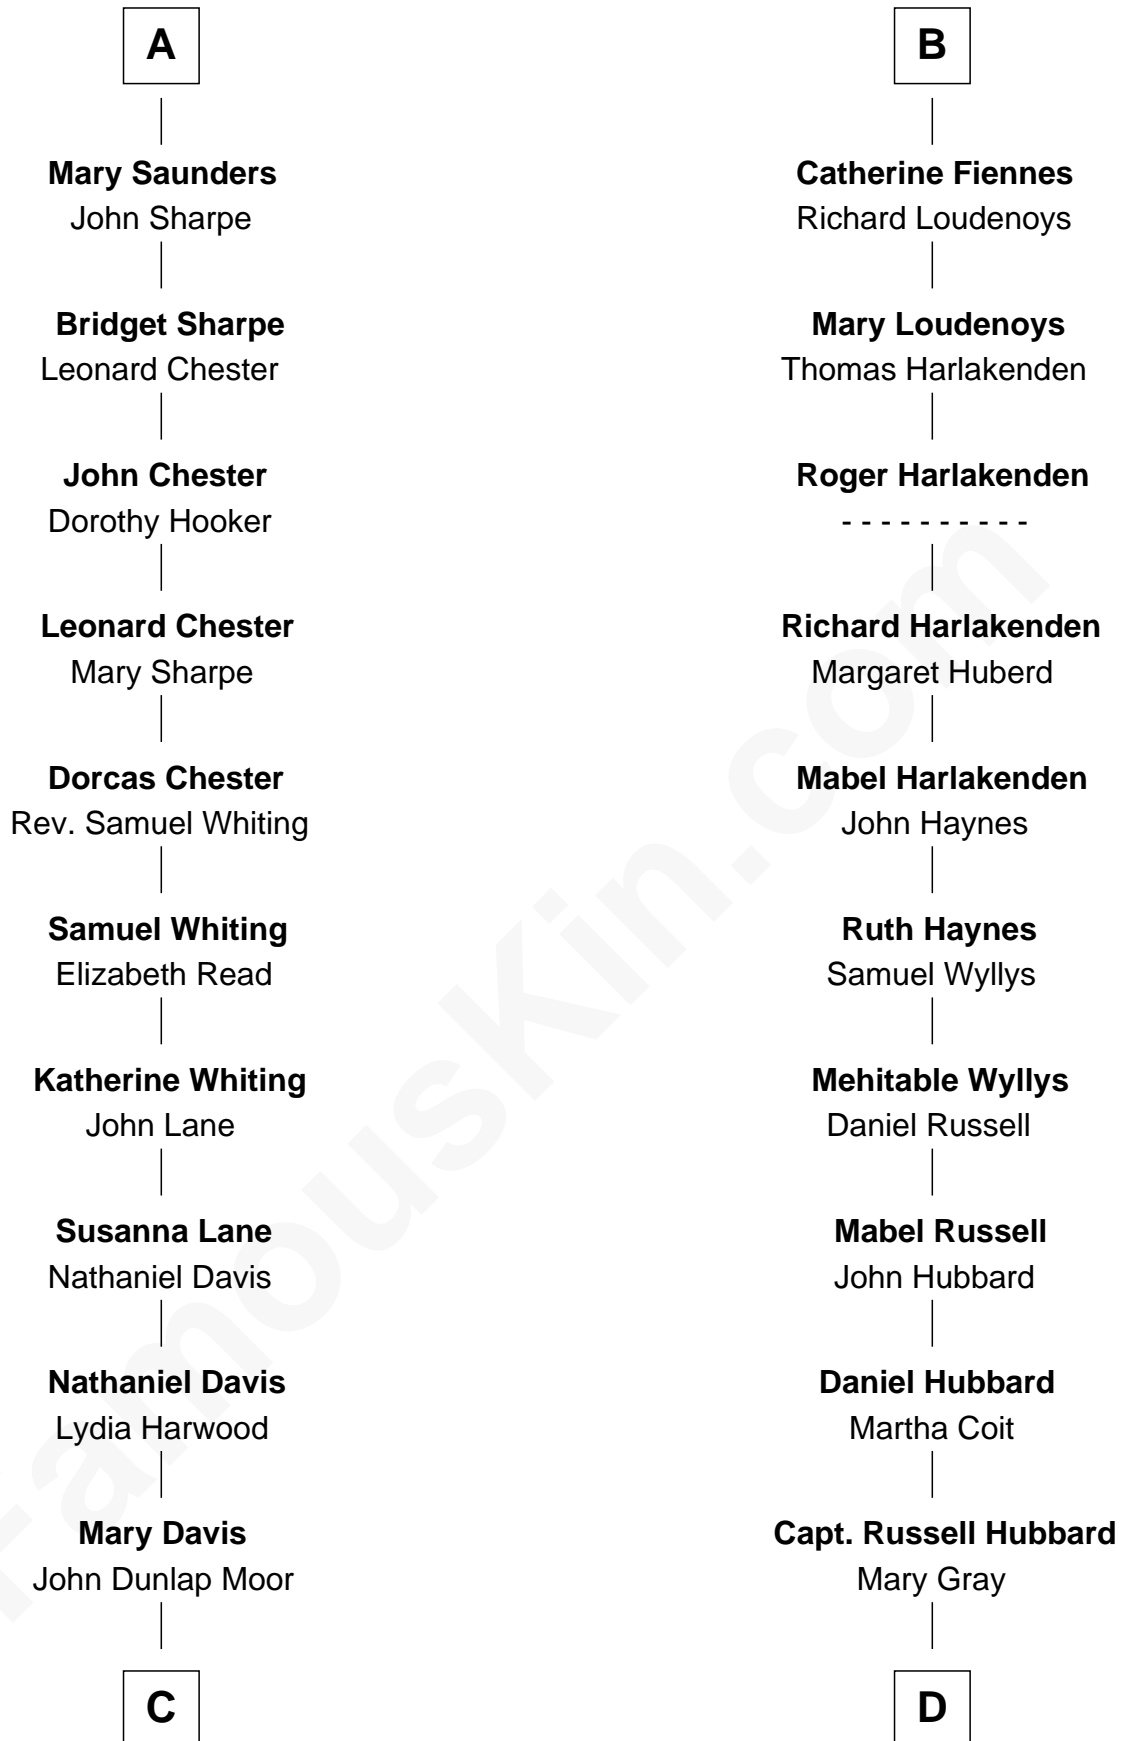 A
Mary Saunders
John Sharpe
Bridget Sharpe
Leonard Chester
John Chester
Dorothy Hooker
Leonard Chester
Mary Sharpe
Dorcas Chester
Rev. Samuel Whiting
Samuel Whiting
Elizabeth Read
Katherine Whiting
John Lane
Susanna Lane
Nathaniel Davis
Nathaniel Davis
Lydia Harwood
Mary Davis
John Dunlap Moor
C
B
Catherine Fiennes
Richard Loudenoys
Mary Loudenoys
Thomas Harlakenden
Roger Harlakenden
- - - - - - - - - -
Richard Harlakenden
Margaret Huberd
Mabel Harlakenden
John Haynes
Ruth Haynes
Samuel Wyllys
Mehitable Wyllys
Daniel Russell
Mabel Russell
John Hubbard
Daniel Hubbard
Martha Coit
Capt. Russell Hubbard
Mary Gray
D
FamousKin.com